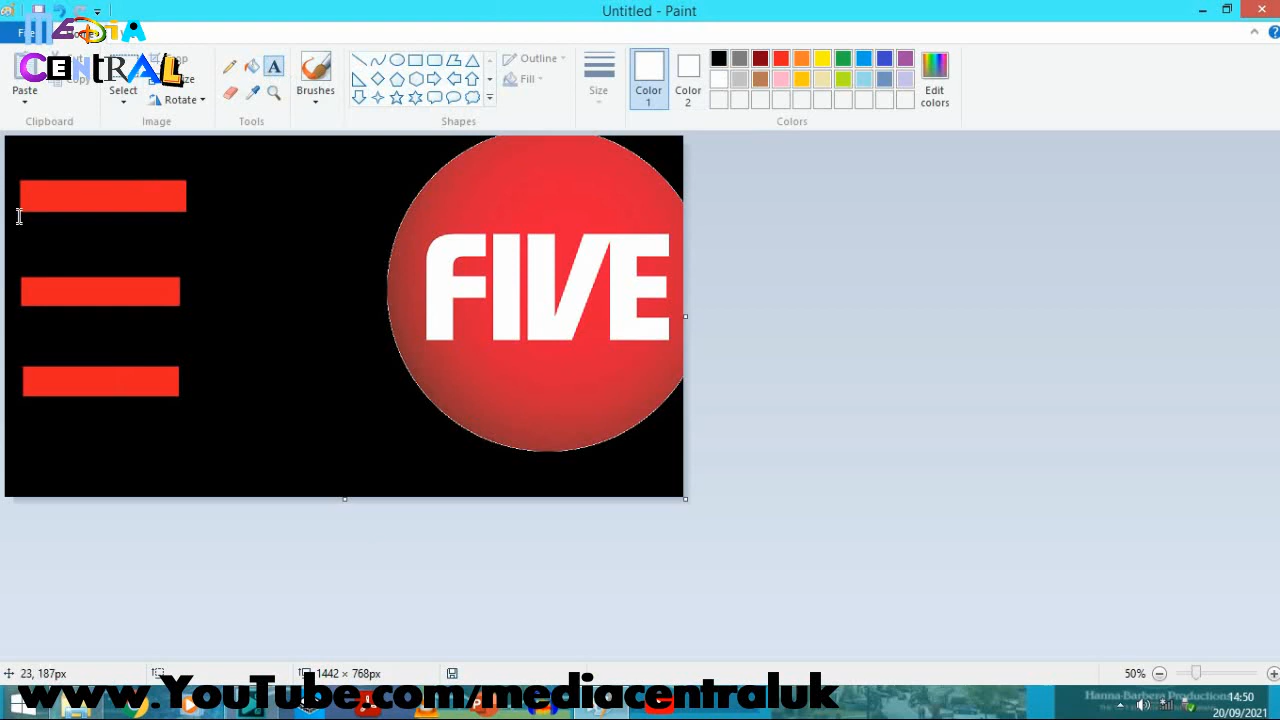 Untitled - Paint
MEDiA
CENtrAL
Paste
Select
Rotate
Brushes
Outline
Fill
Size
Color
1
Color
2
Edit
colors
Clipboard
Image
Tools
Shapes
Colors
FIVE
23, 187px
1442 × 768px
50%
www.YouTube.com/mediacentraluk
Hanna-Barbera Productions
14:50
20/09/2021